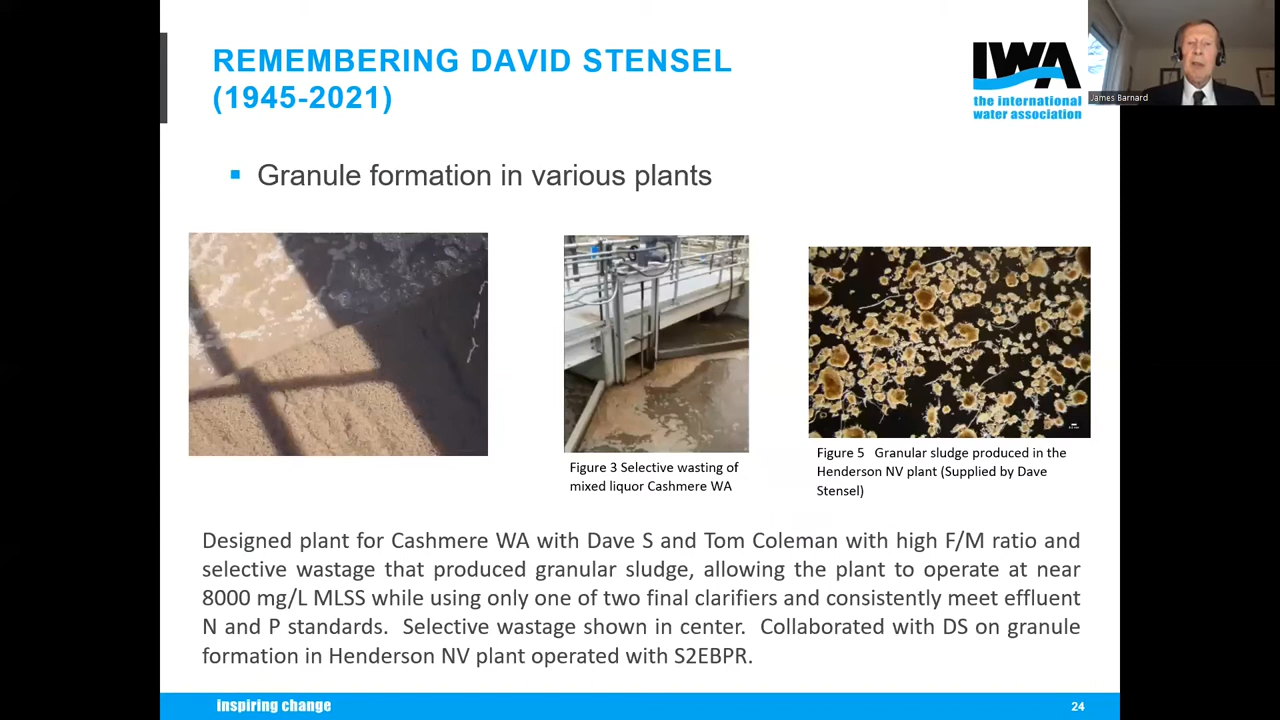 REMEMBERING DAVID STENSEL
(1945-2021)
IWA
the international
water association
James Barnard
▪ Granule formation in various plants
Figure 3 Selective wasting of
mixed liquor Cashmere WA
Figure 5 Granular sludge produced in the
Henderson NV plant (Supplied by Dave
Stensel)
Designed plant for Cashmere WA with Dave S and Tom Coleman with high F/M ratio and
selective wastage that produced granular sludge, allowing the plant to operate at near
8000 mg/L MLSS while using only one of two final clarifiers and consistently meet effluent
N and P standards. Selective wastage shown in center. Collaborated with DS on granule
formation in Henderson NV plant operated with S2EBPR.
inspiring change
24